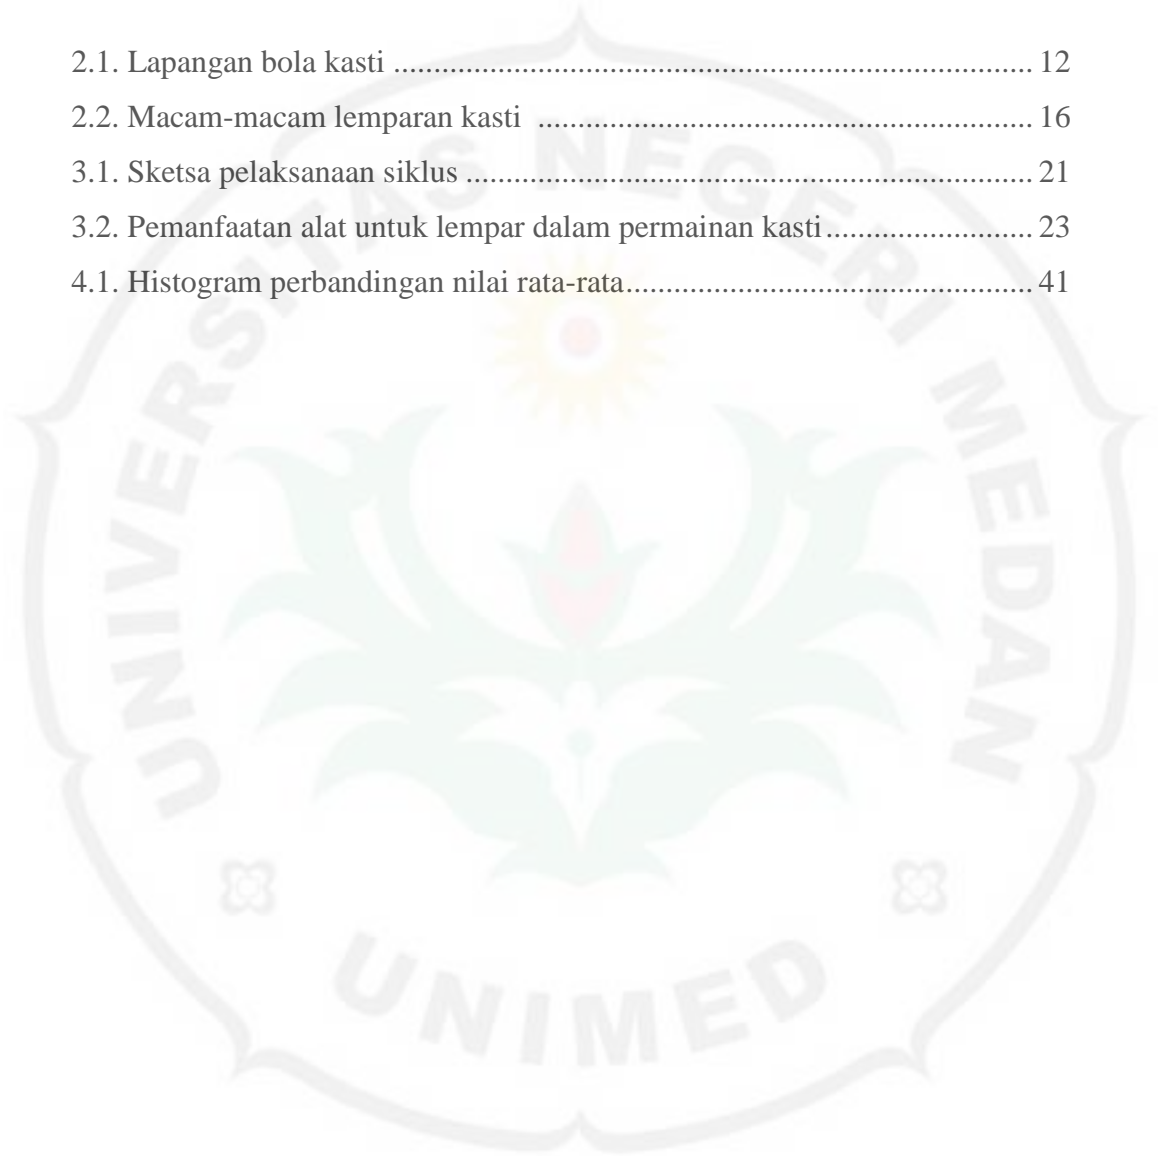 2.1. Lapangan bola kasti .................................................................................. 12
2.2. Macam-macam lemparan kasti ............................................................... 16
3.1. Sketsa pelaksanaan siklus ........................................................................ 21
3.2. Pemanfaatan alat untuk lempar dalam permainan kasti .......................... 23
4.1. Histogram perbandingan nilai rata-rata .................................................... 41
UNIVERSITAS NEGERI MEDAN
UNIMED